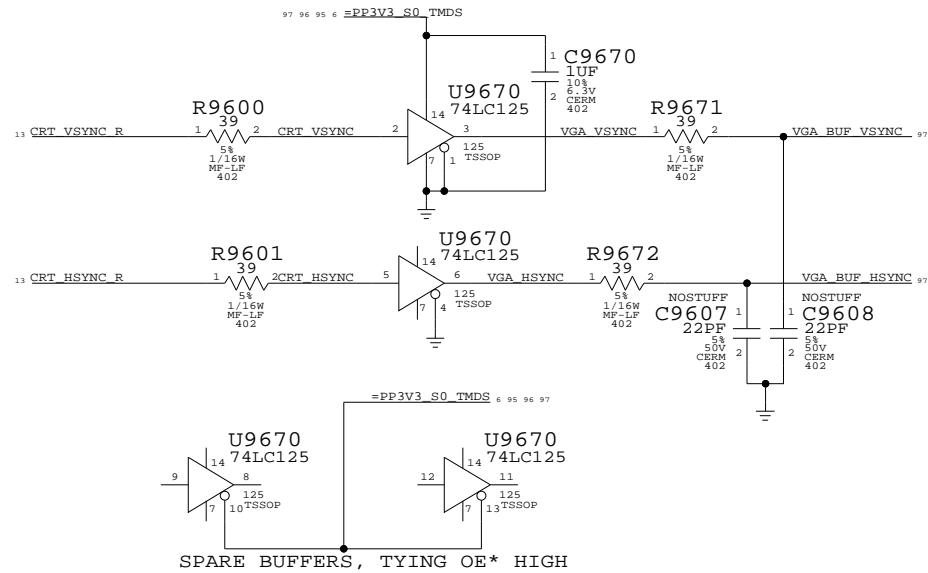 97 96 95 6 =PP3V3_S0_TMDS
1 C9670
1UF
10%
6.3V
2 CERM
402
U9670
74LC125
14
R9600
39
13 CRT_VSYNC_R 1 2 CRT_VSYNC 2 3 VGA_VSYNC
5%
1/16W
MF-LF
402
125
TSSOP
7 1
R9671
39
1 2 VGA_BUF_VSYNC 97
5%
1/16W
MF-LF
402
U9670
74LC125
14
R9601
39
13 CRT_HSYNC_R 1 2 CRT_HSYNC 5 6 VGA_HSYNC
5%
1/16W
MF-LF
402
125
TSSOP
7 4
R9672
39
1 2 VGA_BUF_HSYNC 97
5%
1/16W
MF-LF
402
NOSTUFF
C9607
1
22PF
5%
50V
2
CERM
402
NOSTUFF
1 C9608
22PF
5%
50V
2 CERM
402
=PP3V3_S0_TMDS 6 95 96 97
U9670
74LC125
14
9 8
125
TSSOP
7 10
U9670
74LC125
14
12 11
125
TSSOP
7 13
SPARE BUFFERS, TYING OE* HIGH